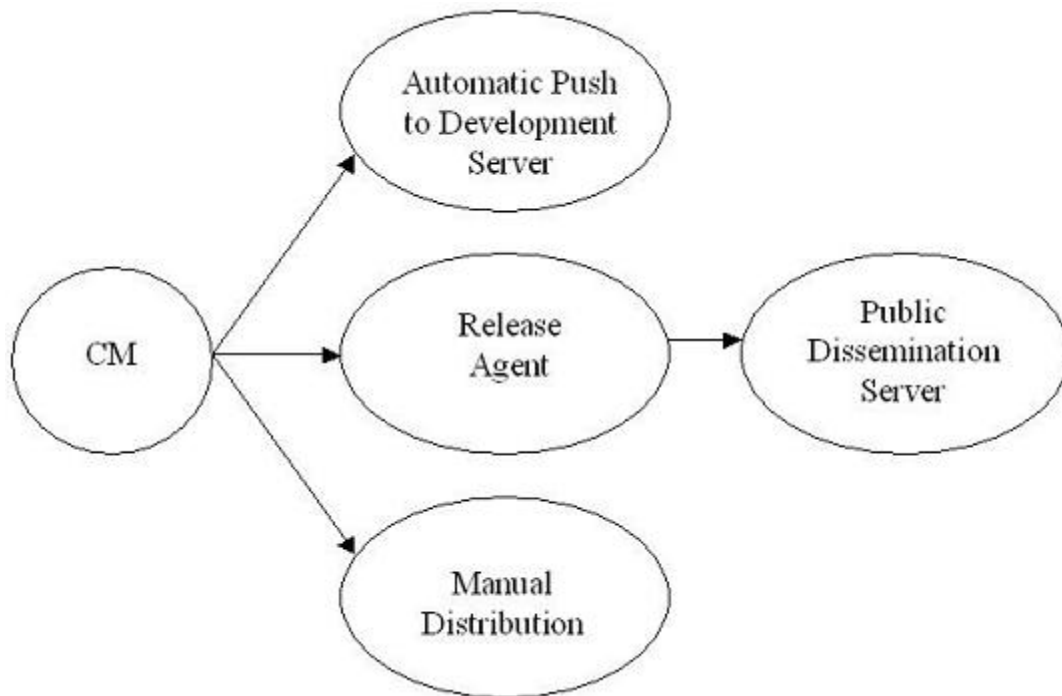 Automatic Push
to Development
Server
CM
Release
Agent
Public
Dissemination
Server
Manual
Distribution